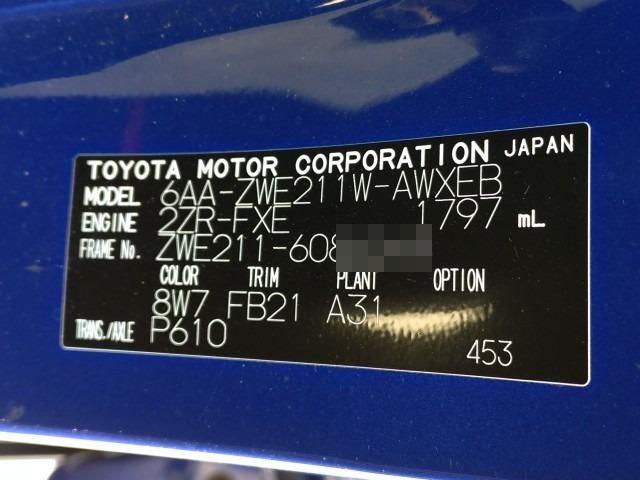 TOYOTA MOTOR CORPORATION JAPAN
MODEL 6AA-ZWE211W-AWXEB
ENGINE 2ZR-FXE 1797 mL
FRAME No. ZWE211-608
COLOR TRIM PLANT OPTION
8W7 FB21 A31
TRANS./AXLE P610
453